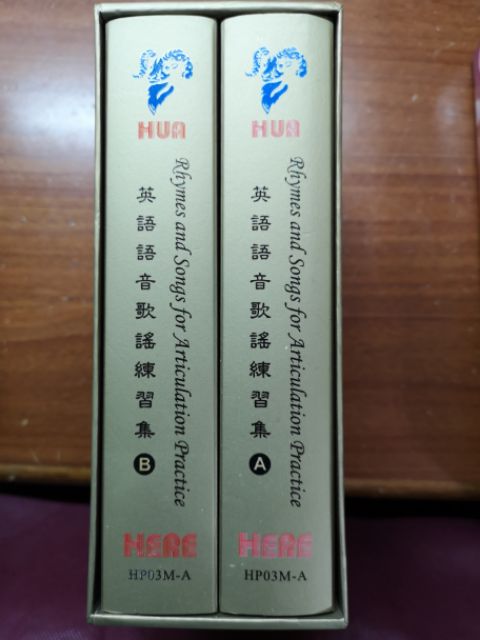 HUA
Rhymes and Songs for Articulation Practice
英語語音歌謠練習集 B
HERE
HP03M-A
HUA
Rhymes and Songs for Articulation Practice
英語語音歌謠練習集 A
HERE
HP03M-A